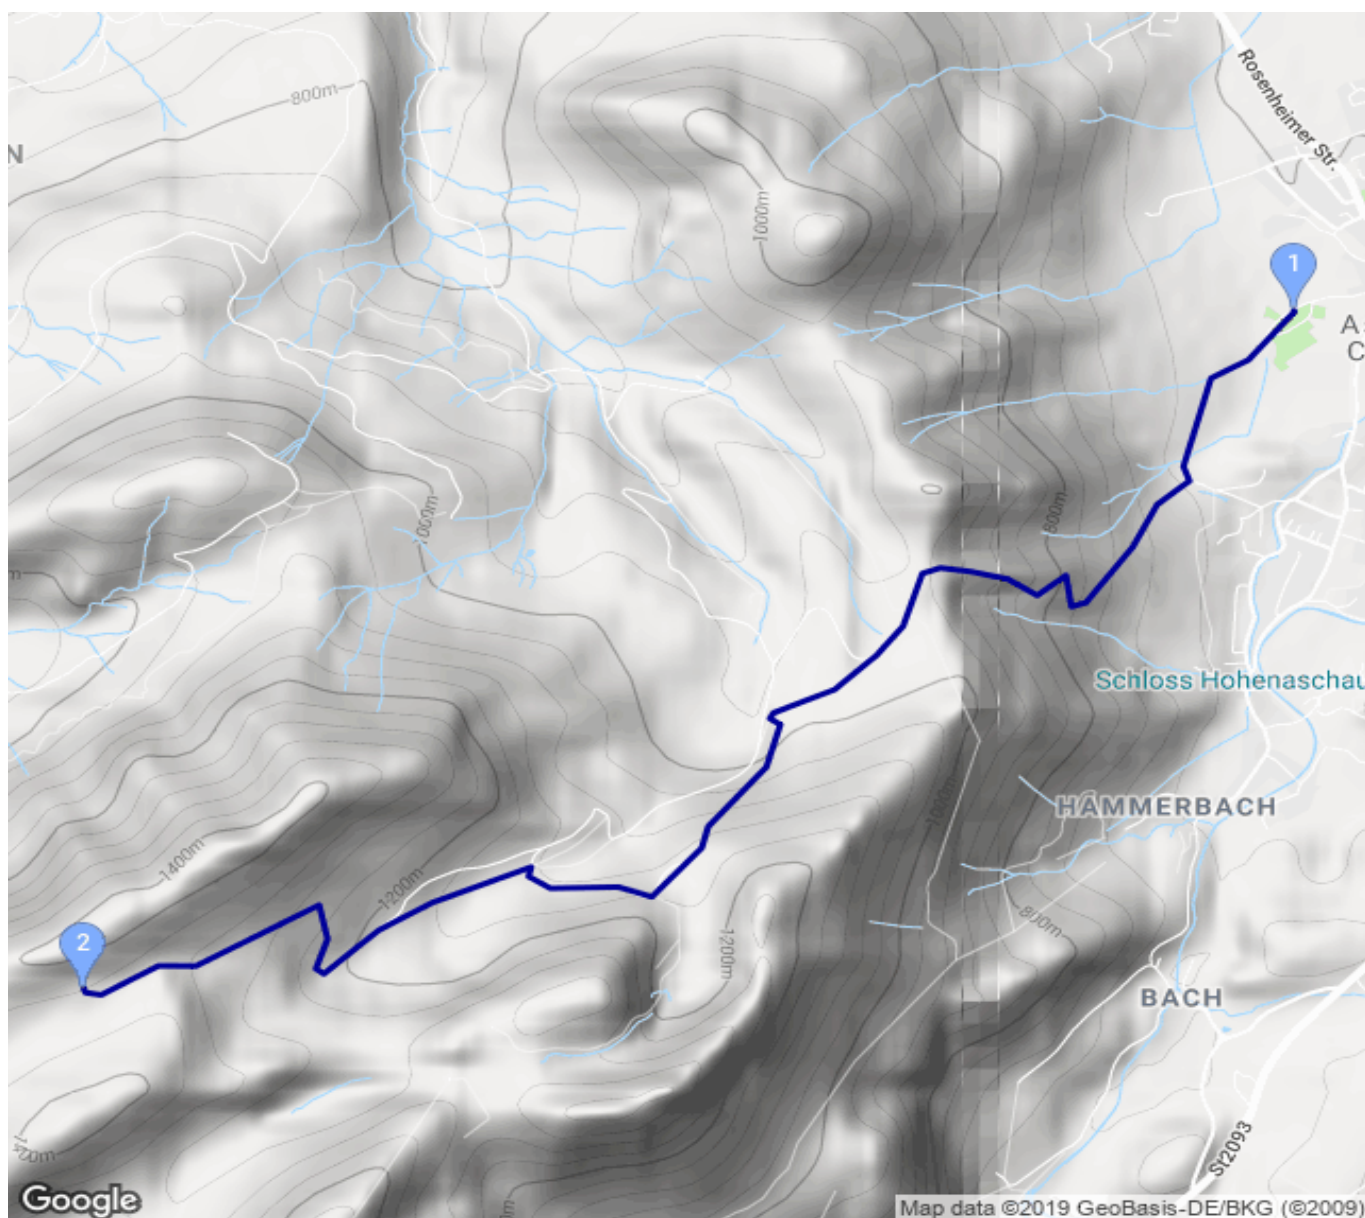 800m
Rosenheimer Str.
N
1000m
1
A
C
1000m
0
800m
Schloss Hohenaschau
HAMMERBACH
1000m
1400m
1200m
800m
1200m
2
BACH
St2093
Google
Map data ©2019 GeoBasis-DE/BKG (©2009)